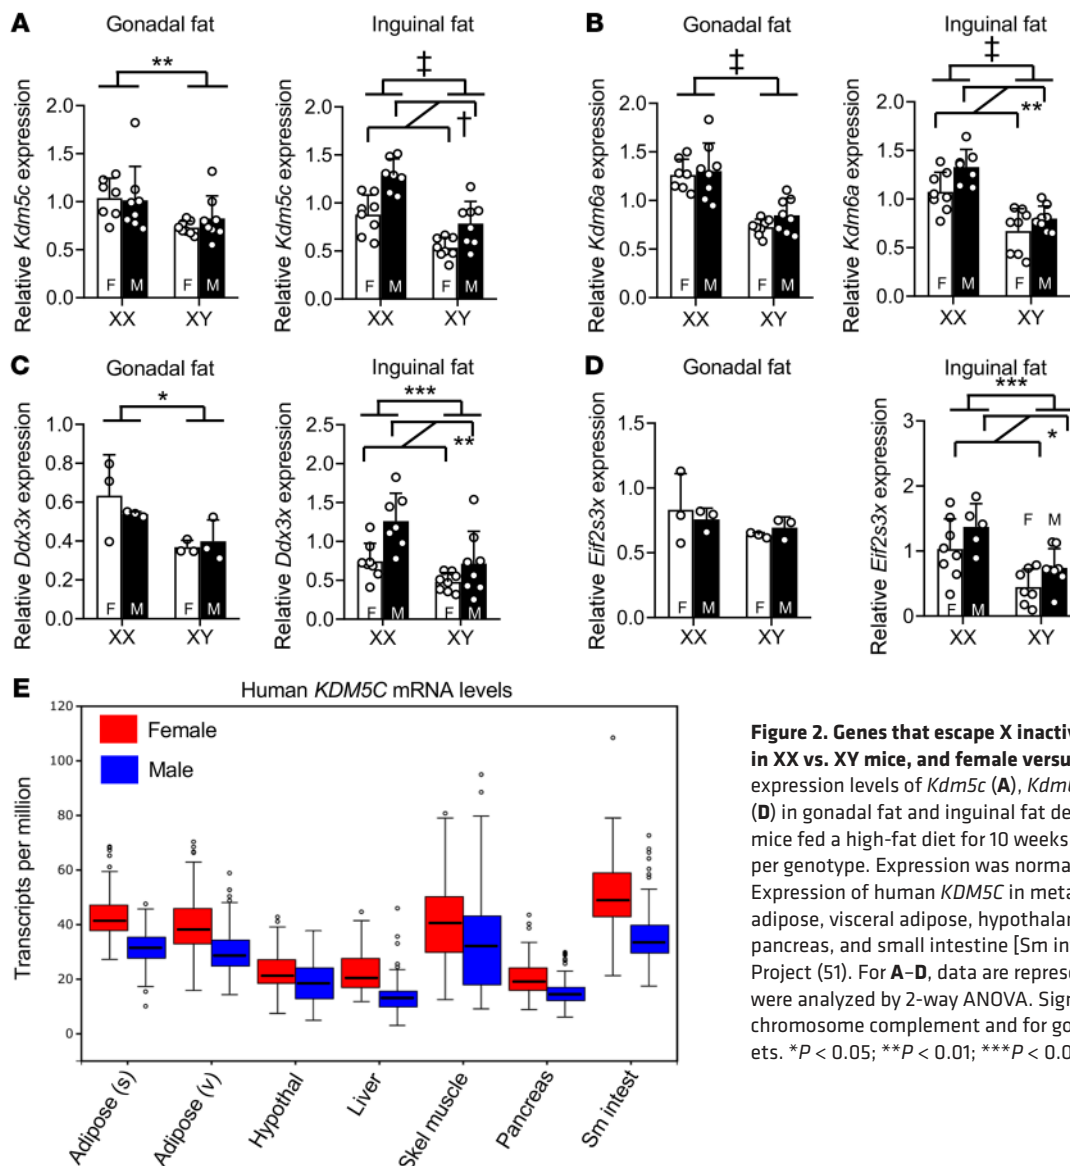 A
Gonadal fat
**
Relative Kdm5c expression
2.0
1.5
1.0
0.5
0.0
F M
XX XY
Inguinal fat
‡
†
Relative Kdm5c expression
2.0
1.5
1.0
0.5
0.0
F M F M
XX XY
B
Gonadal fat
‡
Relative Kdm6a expression
2.0
1.5
1.0
0.5
0.0
F M F M
XX XY
Inguinal fat
‡
**
Relative Kdm6a expression
2.0
1.5
1.0
0.5
0.0
F M F M
XX XY
C
Gonadal fat
*
Relative Ddx3x expression
1.0
0.8
0.6
0.4
0.2
0.0
F M F M
XX XY
Inguinal fat
***
**
Relative Ddx3x expression
2.5
2.0
1.5
1.0
0.5
0.0
F M F M
XX XY
D
Gonadal fat
Relative Eif2s3x expression
1.5
1.0
0.5
0.0
XX XY
Inguinal fat
***
*
Relative Eif2s3x expression
3
2
1
0
F M
F M
XX XY
E
Human KDM5C mRNA levels
Female
Male
Transcripts per million
120
100
80
60
40
20
0
Adipose (s)
Adipose (v)
Hypothal
Liver
Skel muscle
Pancreas
Sm intest
Figure 2. Genes that escape X inactiv
in XX vs. XY mice, and female versu
expression levels of Kdm5c (A), Kdm
(D) in gonadal fat and inguinal fat de
mice fed a high-fat diet for 10 weeks
per genotype. Expression was norma
Expression of human KDM5C in meta
adipose, visceral adipose, hypothalar
pancreas, and small intestine [Sm in
Project (51). For A–D, data are represe
were analyzed by 2-way ANOVA. Sign
chromosome complement and for go
ets. *P < 0.05; **P < 0.01; ***P < 0.0